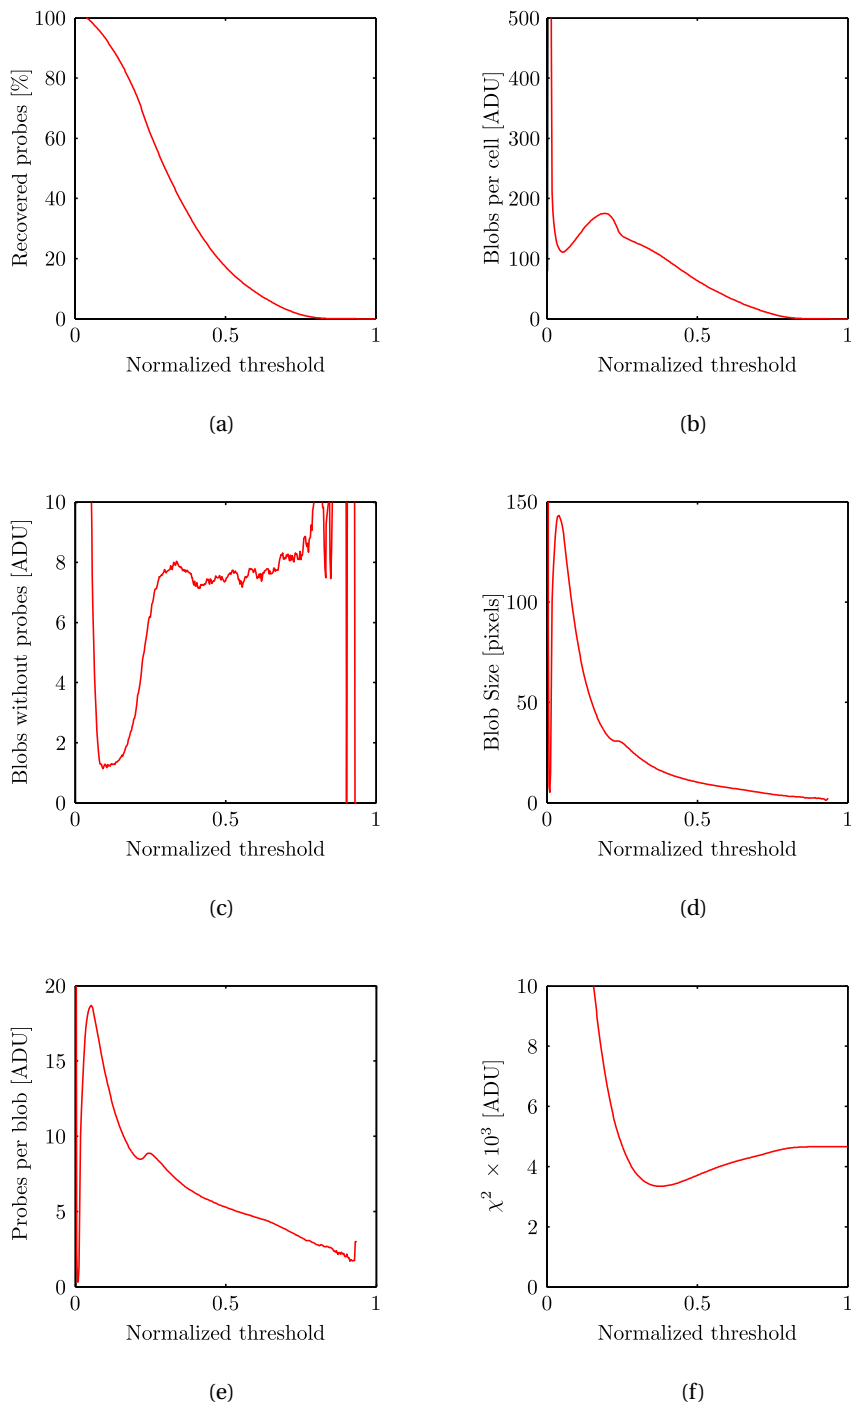 100
80
60
40
20
0
Recovered probes [%]
0 0.5 1
Normalized threshold
(a)
500
400
300
200
100
0
Blobs per cell [ADU]
0 0.5 1
Normalized threshold
(b)
10
8
6
4
2
0
Blobs without probes [ADU]
0 0.5 1
Normalized threshold
(c)
150
100
50
0
Blob Size [pixels]
0 0.5 1
Normalized threshold
(d)
20
15
10
5
0
Probes per blob [ADU]
0 0.5 1
Normalized threshold
(e)
10
8
6
4
2
0
χ² × 10³ [ADU]
0 0.5 1
Normalized threshold
(f)